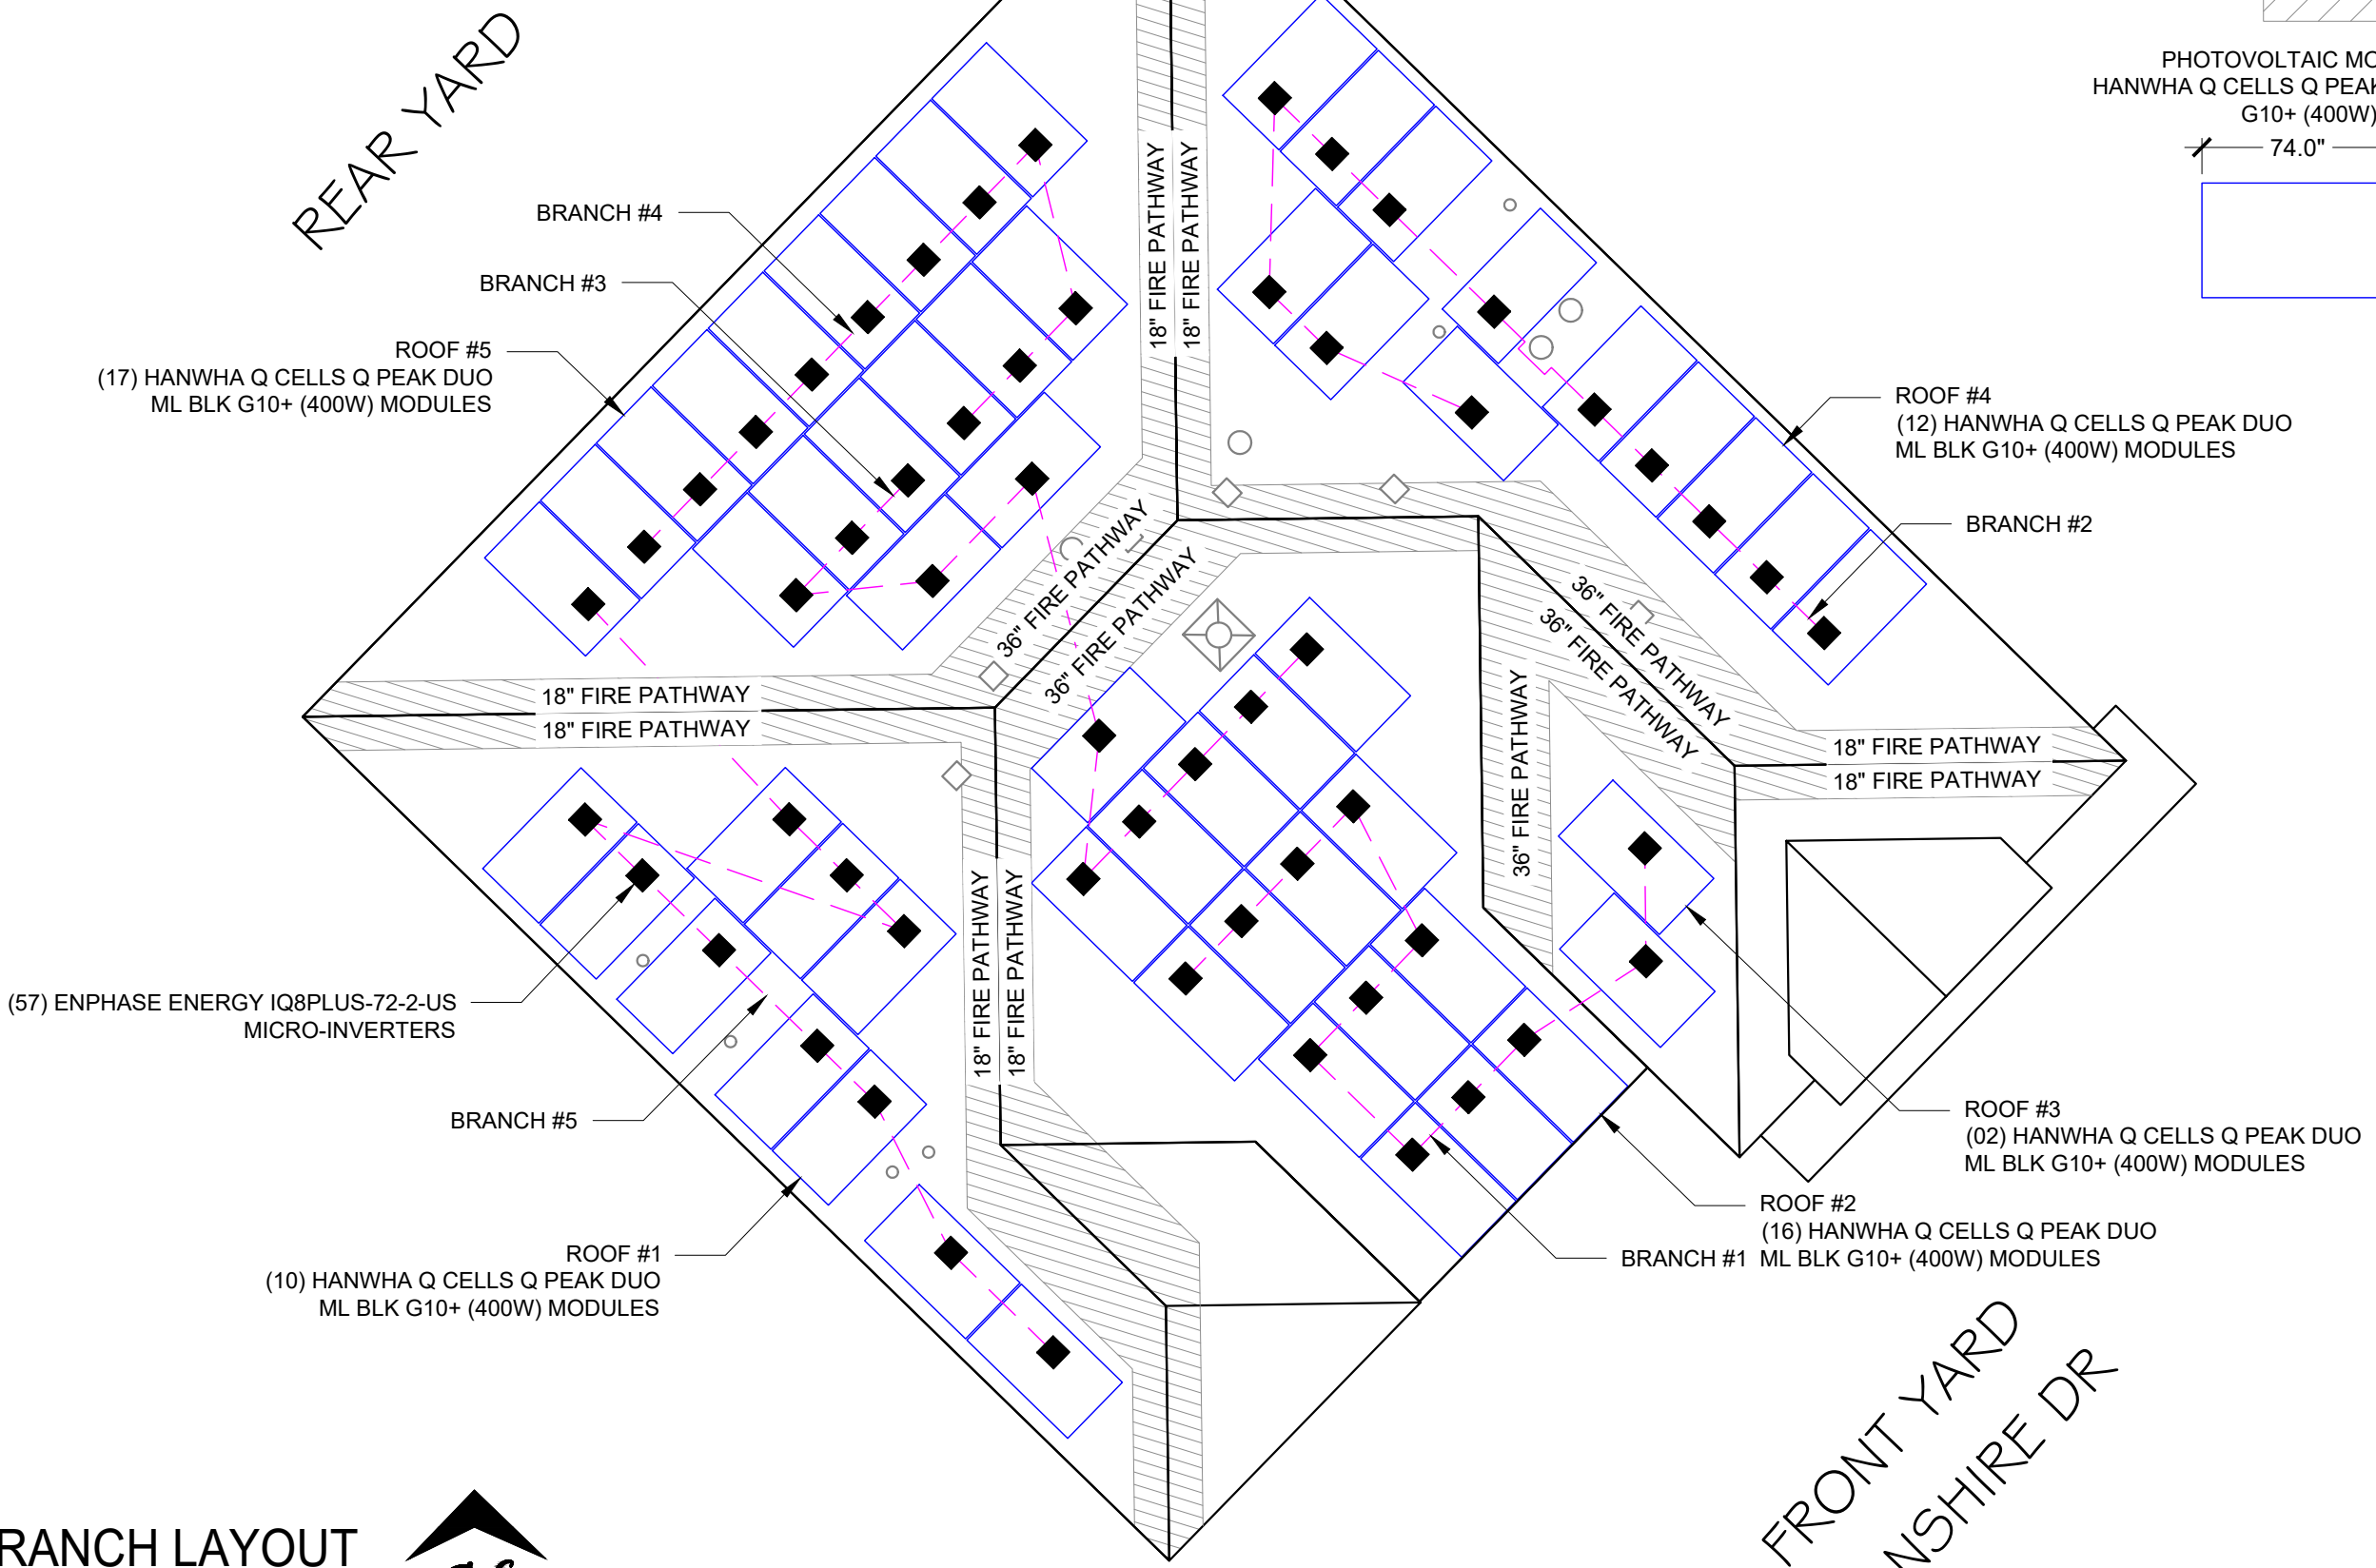 REAR YARD
PHOTOVOLTAIC
HANWHA Q CELLS Q
G10+ (400W)
74.0"
BRANCH #4
BRANCH #3
ROOF #5
(17) HANWHA Q CELLS Q PEAK DUO
ML BLK G10+ (400W) MODULES
18" FIRE PATHWAY
18" FIRE PATHWAY
ROOF #4
(12) HANWHA Q CELLS Q PEAK DUO
ML BLK G10+ (400W) MODULES
BRANCH #2
36" FIRE PATHWAY
36" FIRE PATHWAY
36" FIRE PATHWAY
36" FIRE PATHWAY
36" FIRE PATHWAY
18" FIRE PATHWAY
18" FIRE PATHWAY
18" FIRE PATHWAY
18" FIRE PATHWAY
18" FIRE PATHWAY
18" FIRE PATHWAY
(57) ENPHASE ENERGY IQ8PLUS-72-2-US
MICRO-INVERTERS
BRANCH #5
ROOF #1
(10) HANWHA Q CELLS Q PEAK DUO
ML BLK G10+ (400W) MODULES
ROOF #3
(02) HANWHA Q CELLS Q PEAK DUO
ML BLK G10+ (400W) MODULES
ROOF #2
(16) HANWHA Q CELLS Q PEAK DUO
ML BLK G10+ (400W) MODULES
BRANCH #1
FRONT YARD
NSHIRE DR
RANCH LAYOUT